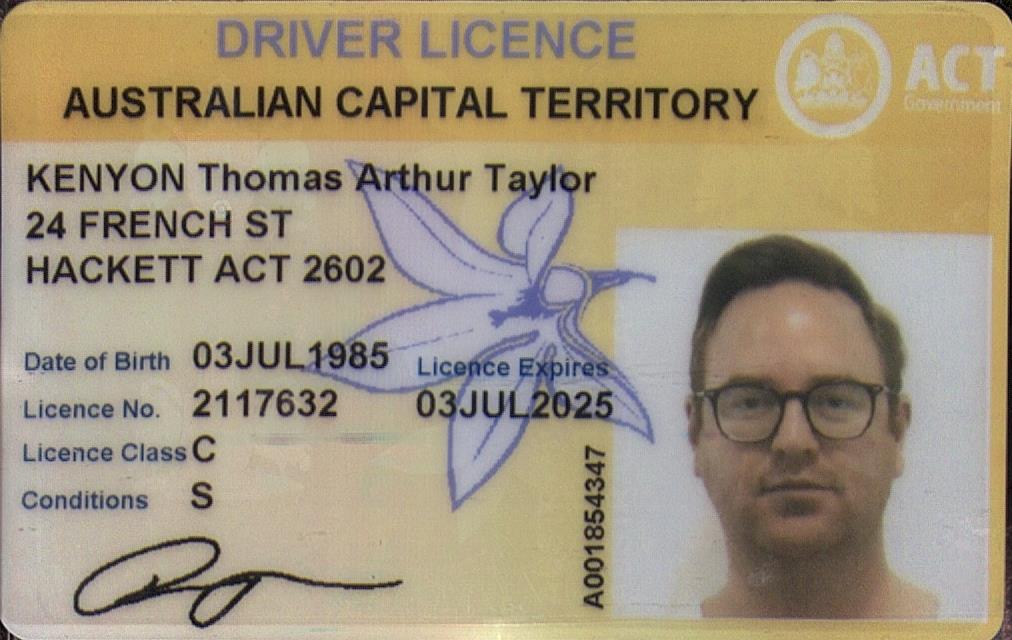 DRIVER LICENCE
AUSTRALIAN CAPITAL TERRITORY
ACT
Government
KENYON Thomas Arthur Taylor
24 FRENCH ST
HACKETT ACT 2602
Date of Birth 03JUL1985
Licence Expires
Licence No. 2117632
03JUL2025
Licence Class C
Conditions S
A001854347